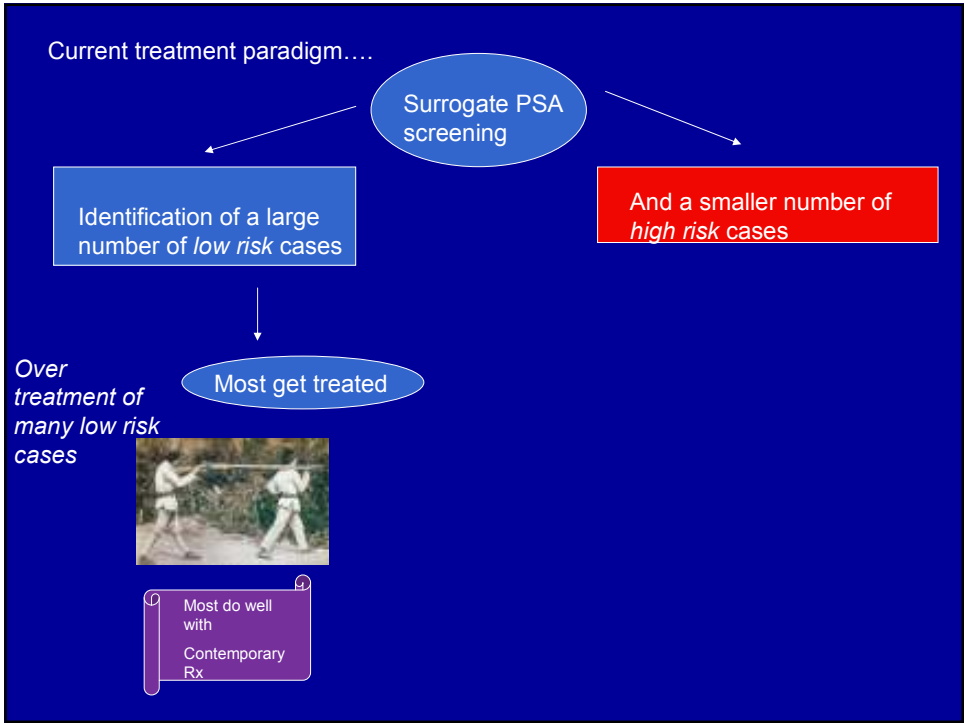 Current treatment paradigm….
Surrogate PSA
screening
Identification of a large
number of low risk cases
And a smaller number of
high risk cases
Most get treated
Over
treatment of
many low risk
cases
Most do well
with
Contemporary
Rx